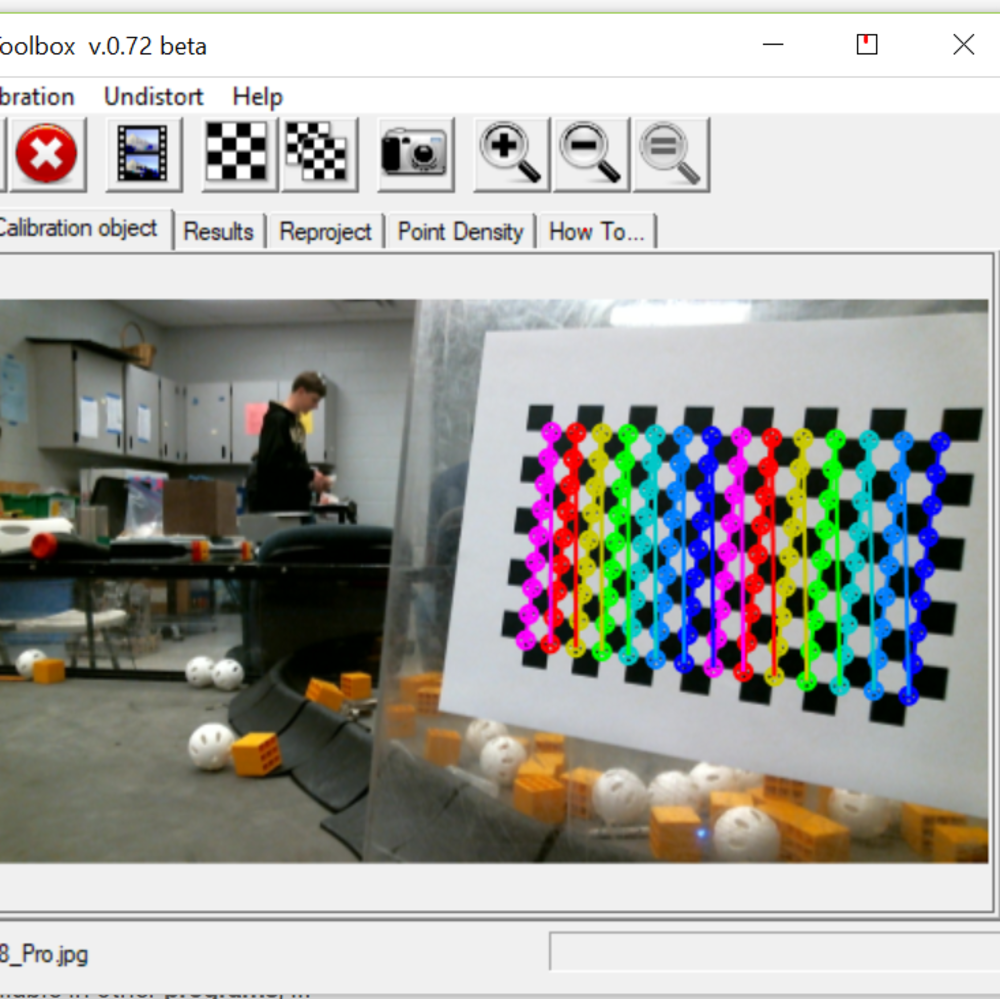 oolbox v.0.72 beta
bration Undistort Help
Calibration object Results Reproject Point Density How To...
8_Pro.jpg